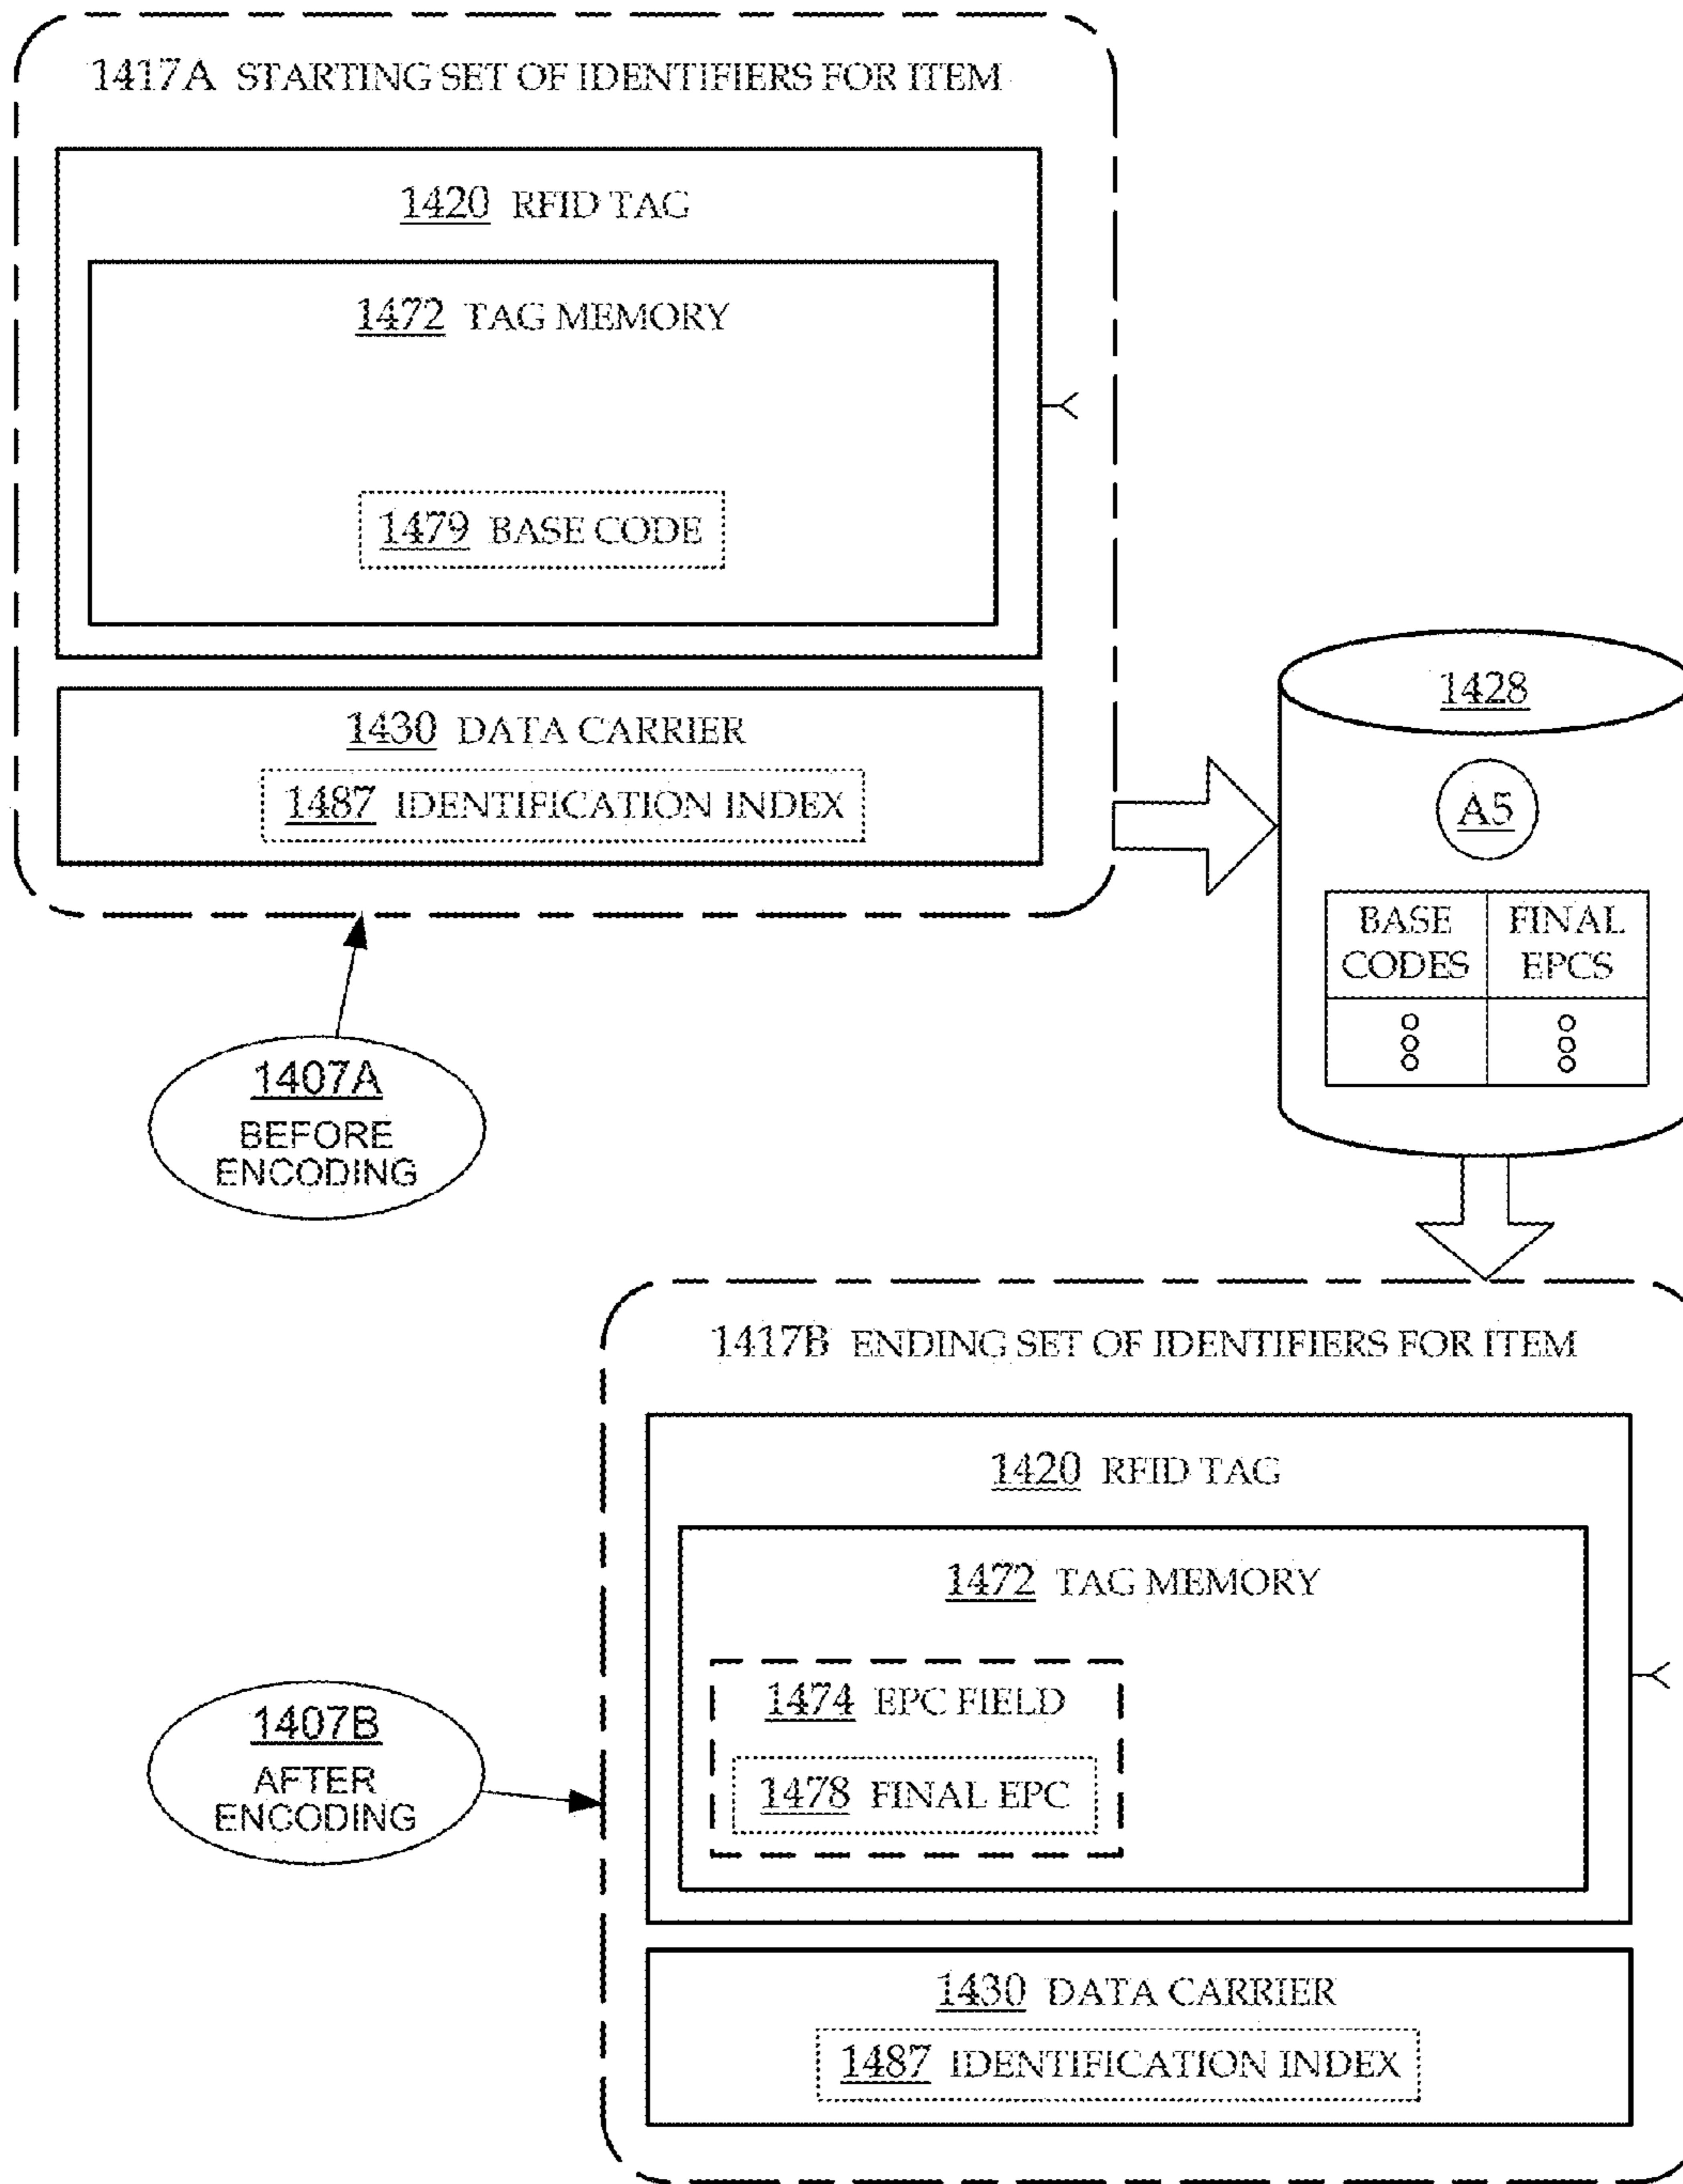 1417A STARTING SET OF IDENTIFIERS FOR ITEM
1420 RFID TAG
1472 TAG MEMORY
1479 BASE CODE
1430 DATA CARRIER
1487 IDENTIFICATION INDEX
1407A
BEFORE
ENCODING
1428
A5
BASE FINAL
CODES EPCS
1417B ENDING SET OF IDENTIFIERS FOR ITEM
1420 RFID TAG
1472 TAG MEMORY
1474 EPC FIELD
1478 FINAL EPC
1407B
AFTER
ENCODING
1430 DATA CARRIER
1487 IDENTIFICATION INDEX